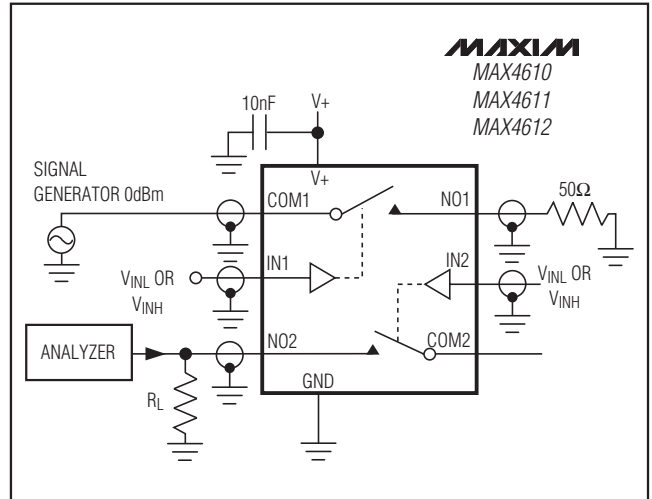 MAXIM
MAX4610
MAX4611
MAX4612
10nF
V+
V+
SIGNAL
GENERATOR 0dBm
COM1
NO1
50Ω
IN1
IN2
VINL OR
VINH
VINL OR
VINH
NO2
COM2
ANALYZER
RL
GND